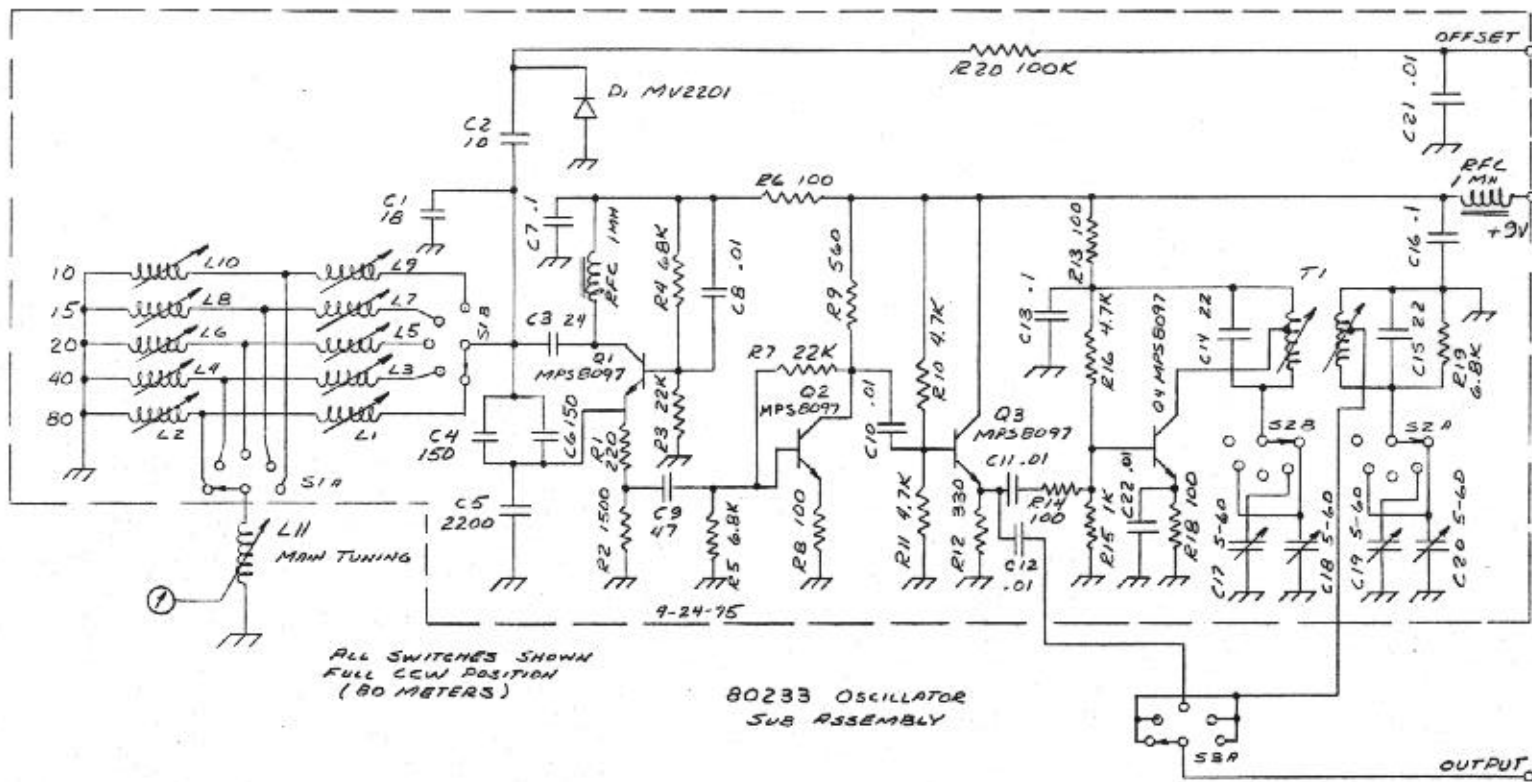 OFFSET
R20 100K
C21 .01
D1 MV2201
C2
10
RFC
1 MH
+9V
R6 100
C1
18
C7 .1
RFC 1MH
R4 68K
C8 .01
R9 560
R13 100
C16 .1
10
L10
L9
15
L8
L7
20
L6
L5
40
L4
L3
80
L2
L1
S1B
S1A
C3 24
Q1
MPS8097
R7 22K
Q2
MPS8097
R10 4.7K
C13 .1
R16 4.7K
Q4 MPS8097
C14 22
T1
C15 22
R19
6.8K
C10 .01
Q3
MPS8097
C4
150
C6 150
R1
220
R3 22K
C5
2200
R2 1500
C9
47
R5 6.8K
R8 100
R11 4.7K
R12 330
C11 .01
R14
100
C12
.01
R15 1K
C22 .01
R18 100
S2B
S2A
C17 5-60
C18 5-60
C19 5-60
C20 5-60
L11
MAIN TUNING
9-24-75
ALL SWITCHES SHOWN
FULL CCW POSITION
(80 METERS)
80233 OSCILLATOR
SUB ASSEMBLY
S3A
OUTPUT